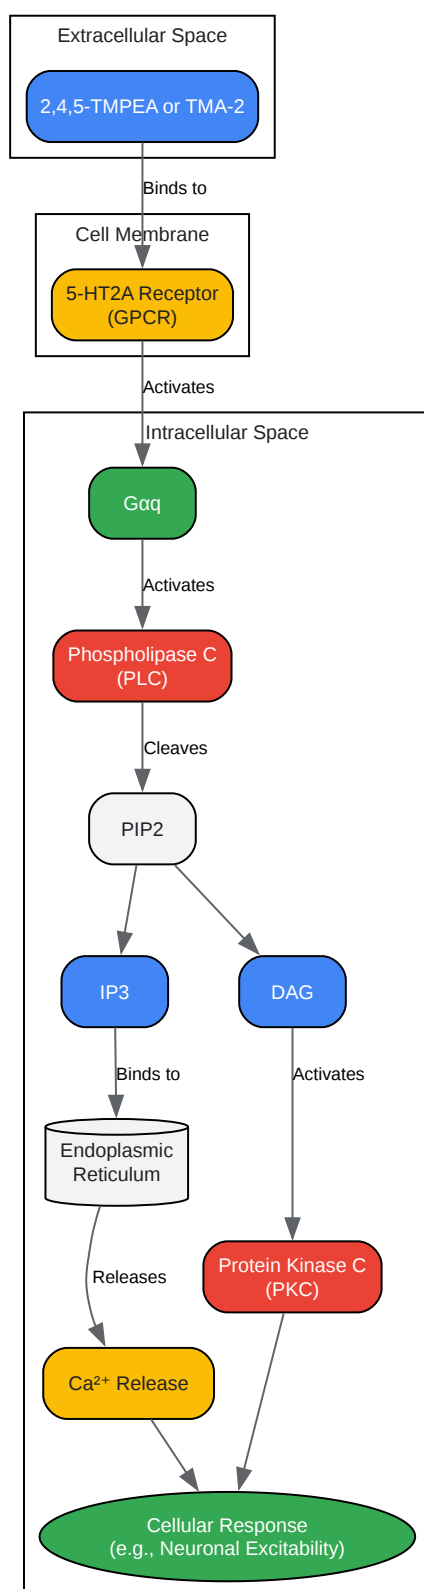 Extracellular Space
2,4,5-TMPEA or TMA-2
Binds to
Cell Membrane
5-HT2A Receptor
(GPCR)
Activates
Intracellular Space
Gαq
Activates
Phospholipase C
(PLC)
Cleaves
PIP2
IP3
DAG
Binds to
Activates
Endoplasmic
Reticulum
Releases
Protein Kinase C
(PKC)
Ca²⁺ Release
Cellular Response
(e.g., Neuronal Excitability)